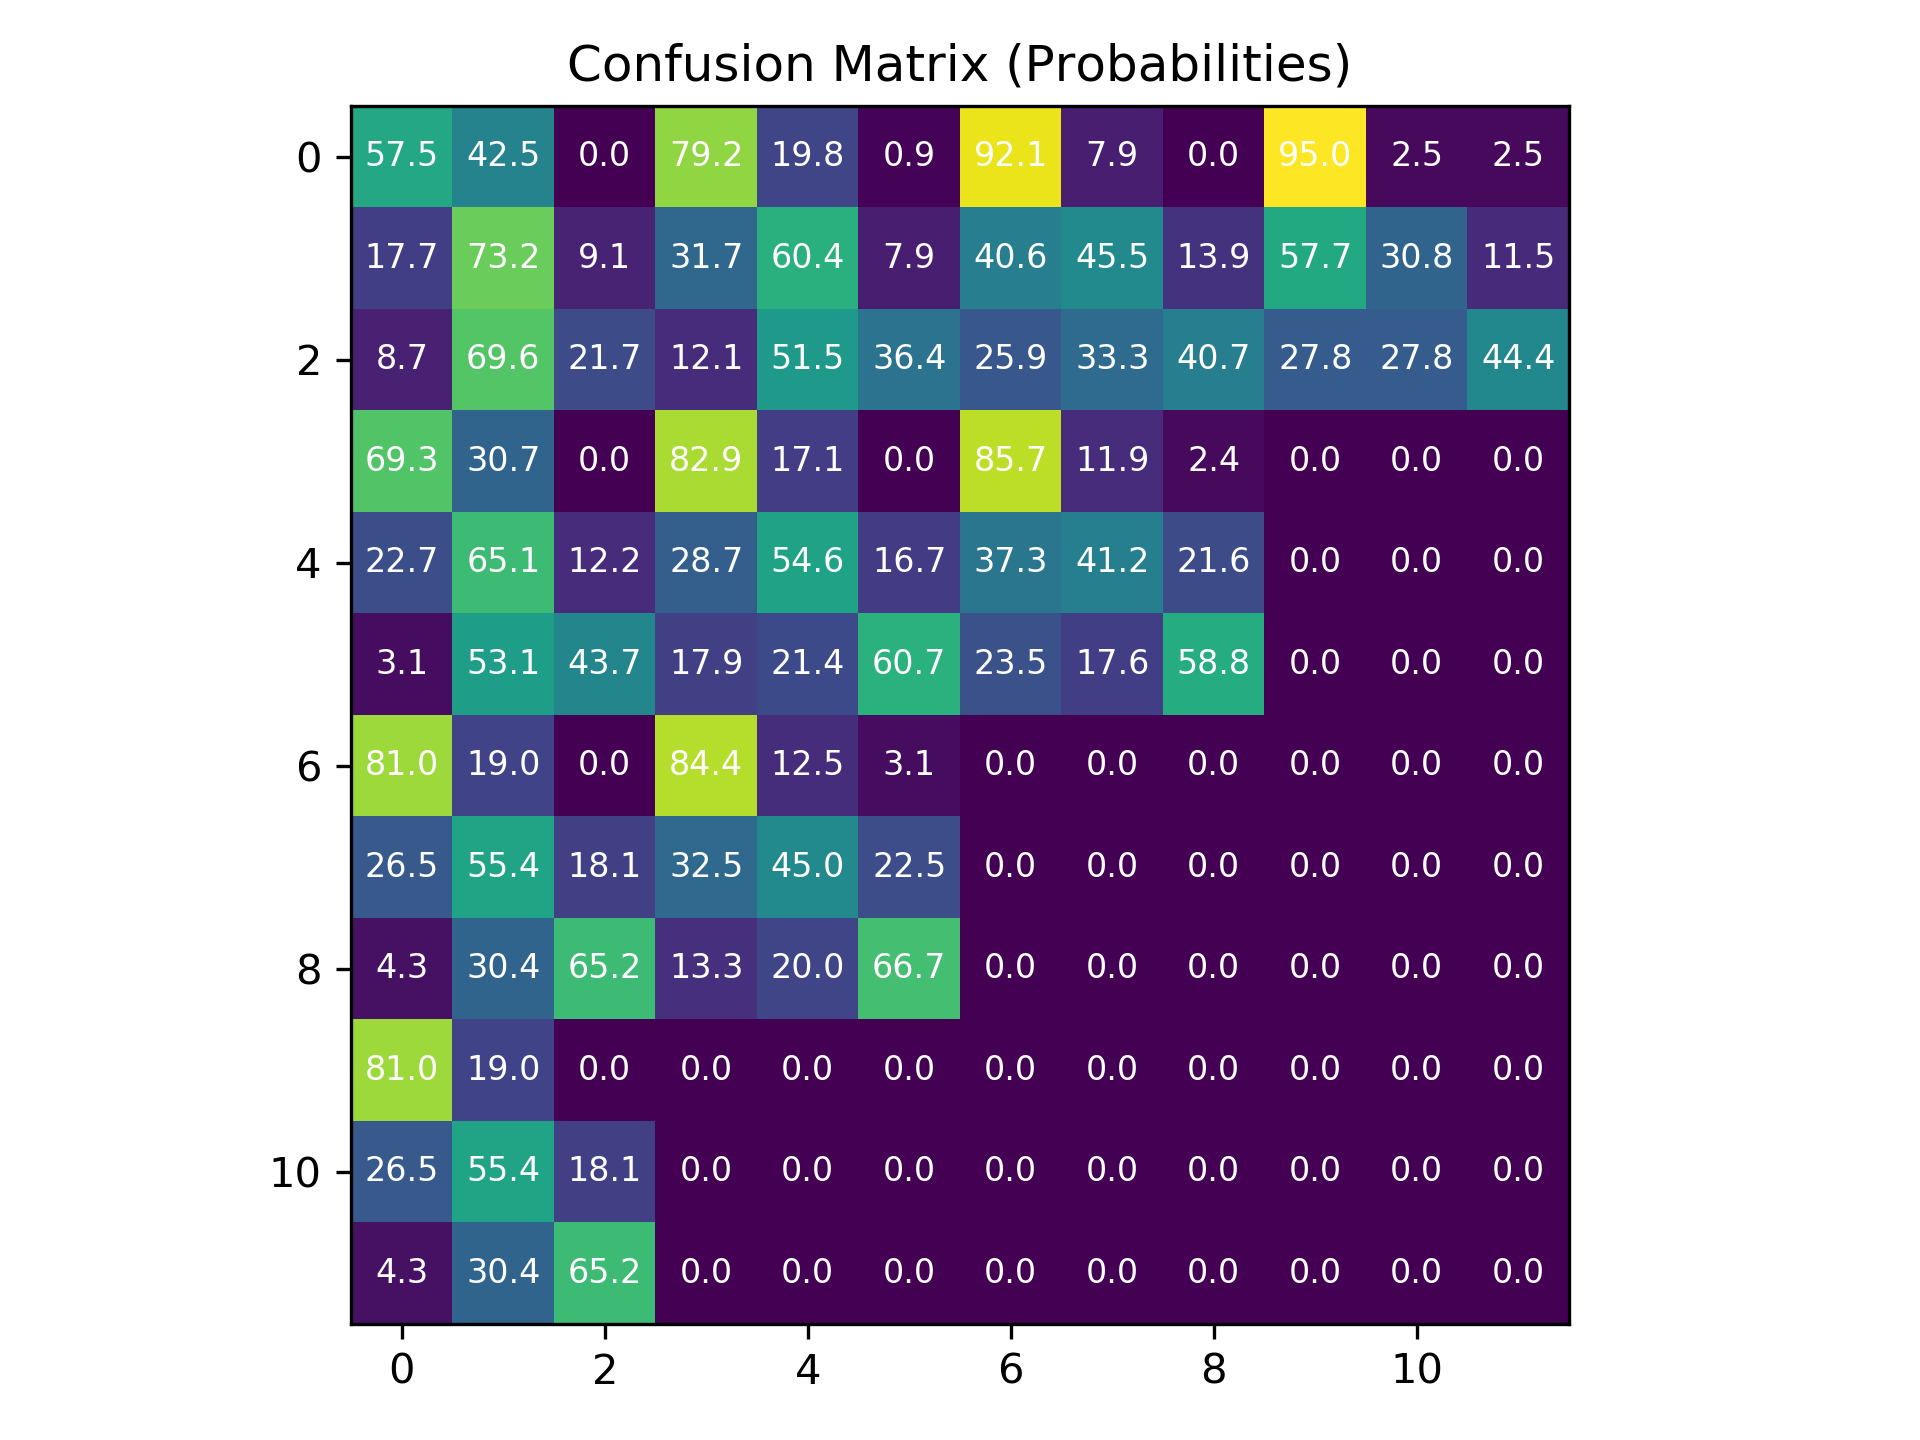 Confusion Matrix (Probabilities)
0 57.5 42.5 0.0 79.2 19.8 0.9 92.1 7.9 0.0 95.0 2.5 2.5
17.7 73.2 9.1 31.7 60.4 7.9 40.6 45.5 13.9 57.7 30.8 11.5
2 8.7 69.6 21.7 12.1 51.5 36.4 25.9 33.3 40.7 27.8 27.8 44.4
69.3 30.7 0.0 82.9 17.1 0.0 85.7 11.9 2.4 0.0 0.0 0.0
4 22.7 65.1 12.2 28.7 54.6 16.7 37.3 41.2 21.6 0.0 0.0 0.0
3.1 53.1 43.7 17.9 21.4 60.7 23.5 17.6 58.8 0.0 0.0 0.0
6 81.0 19.0 0.0 84.4 12.5 3.1 0.0 0.0 0.0 0.0 0.0 0.0
26.5 55.4 18.1 32.5 45.0 22.5 0.0 0.0 0.0 0.0 0.0 0.0
8 4.3 30.4 65.2 13.3 20.0 66.7 0.0 0.0 0.0 0.0 0.0 0.0
81.0 19.0 0.0 0.0 0.0 0.0 0.0 0.0 0.0 0.0 0.0 0.0
10 26.5 55.4 18.1 0.0 0.0 0.0 0.0 0.0 0.0 0.0 0.0 0.0
4.3 30.4 65.2 0.0 0.0 0.0 0.0 0.0 0.0 0.0 0.0 0.0
0 2 4 6 8 10